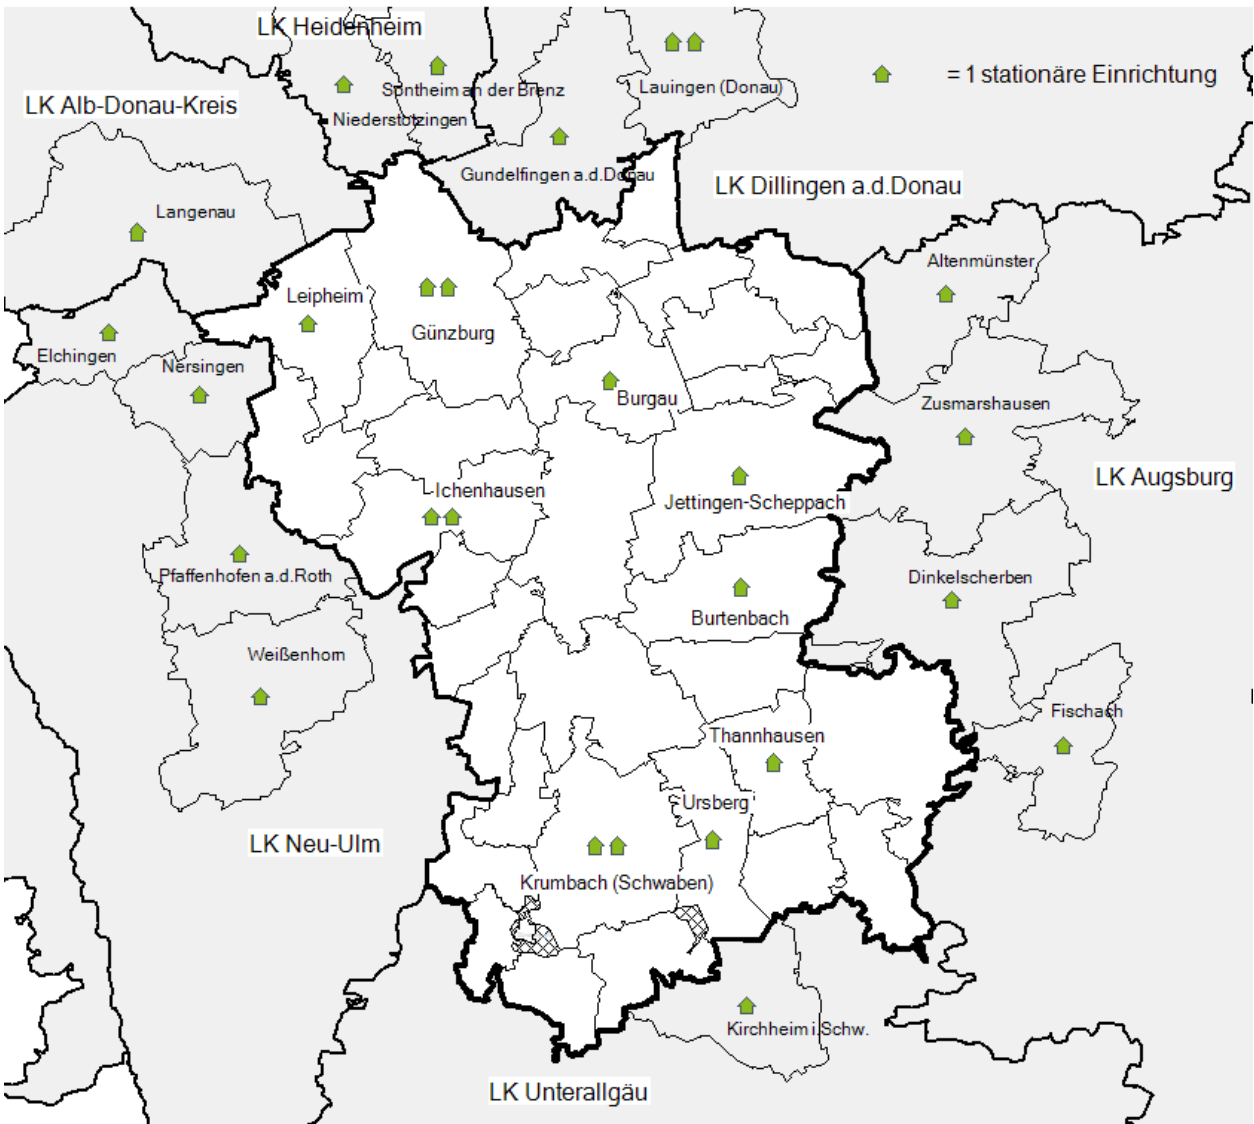 LK Heidenheim
= 1 stationäre Einrichtung
Sontheim an der Brenz
Lauingen (Donau)
LK Alb-Donau-Kreis
Niederstotzingen
Gundelfingen a.d.Donau
LK Dillingen a.d.Donau
Langenau
Altenmünster
Leipheim
Günzburg
Elchingen
Nersingen
Burgau
Zusmarshausen
LK Augsburg
Ichenhausen
Jettingen-Scheppach
Pfaffenhofen a.d.Roth
Dinkelscherben
Burtenbach
Weißenhorn
Fischach
Thannhausen
Ursberg
LK Neu-Ulm
Krumbach (Schwaben)
Kirchheim i.Schw.
LK Unterallgäu